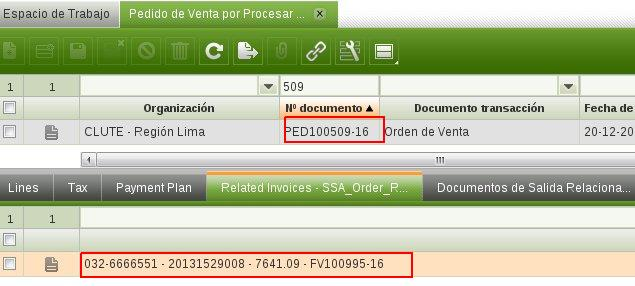 Espacio de Trabajo Pedido de Venta por Procesar ...
1 1 509
Organización Nº documento Documento transacción Fecha de
CLUTE - Región Lima PED100509-16 Orden de Venta 20-12-20
Lines Tax Payment Plan Related Invoices - SSA_Order_R... Documentos de Salida Relaciona...
1 1
032-6666551 - 20131529008 - 7641.09 - FV100995-16